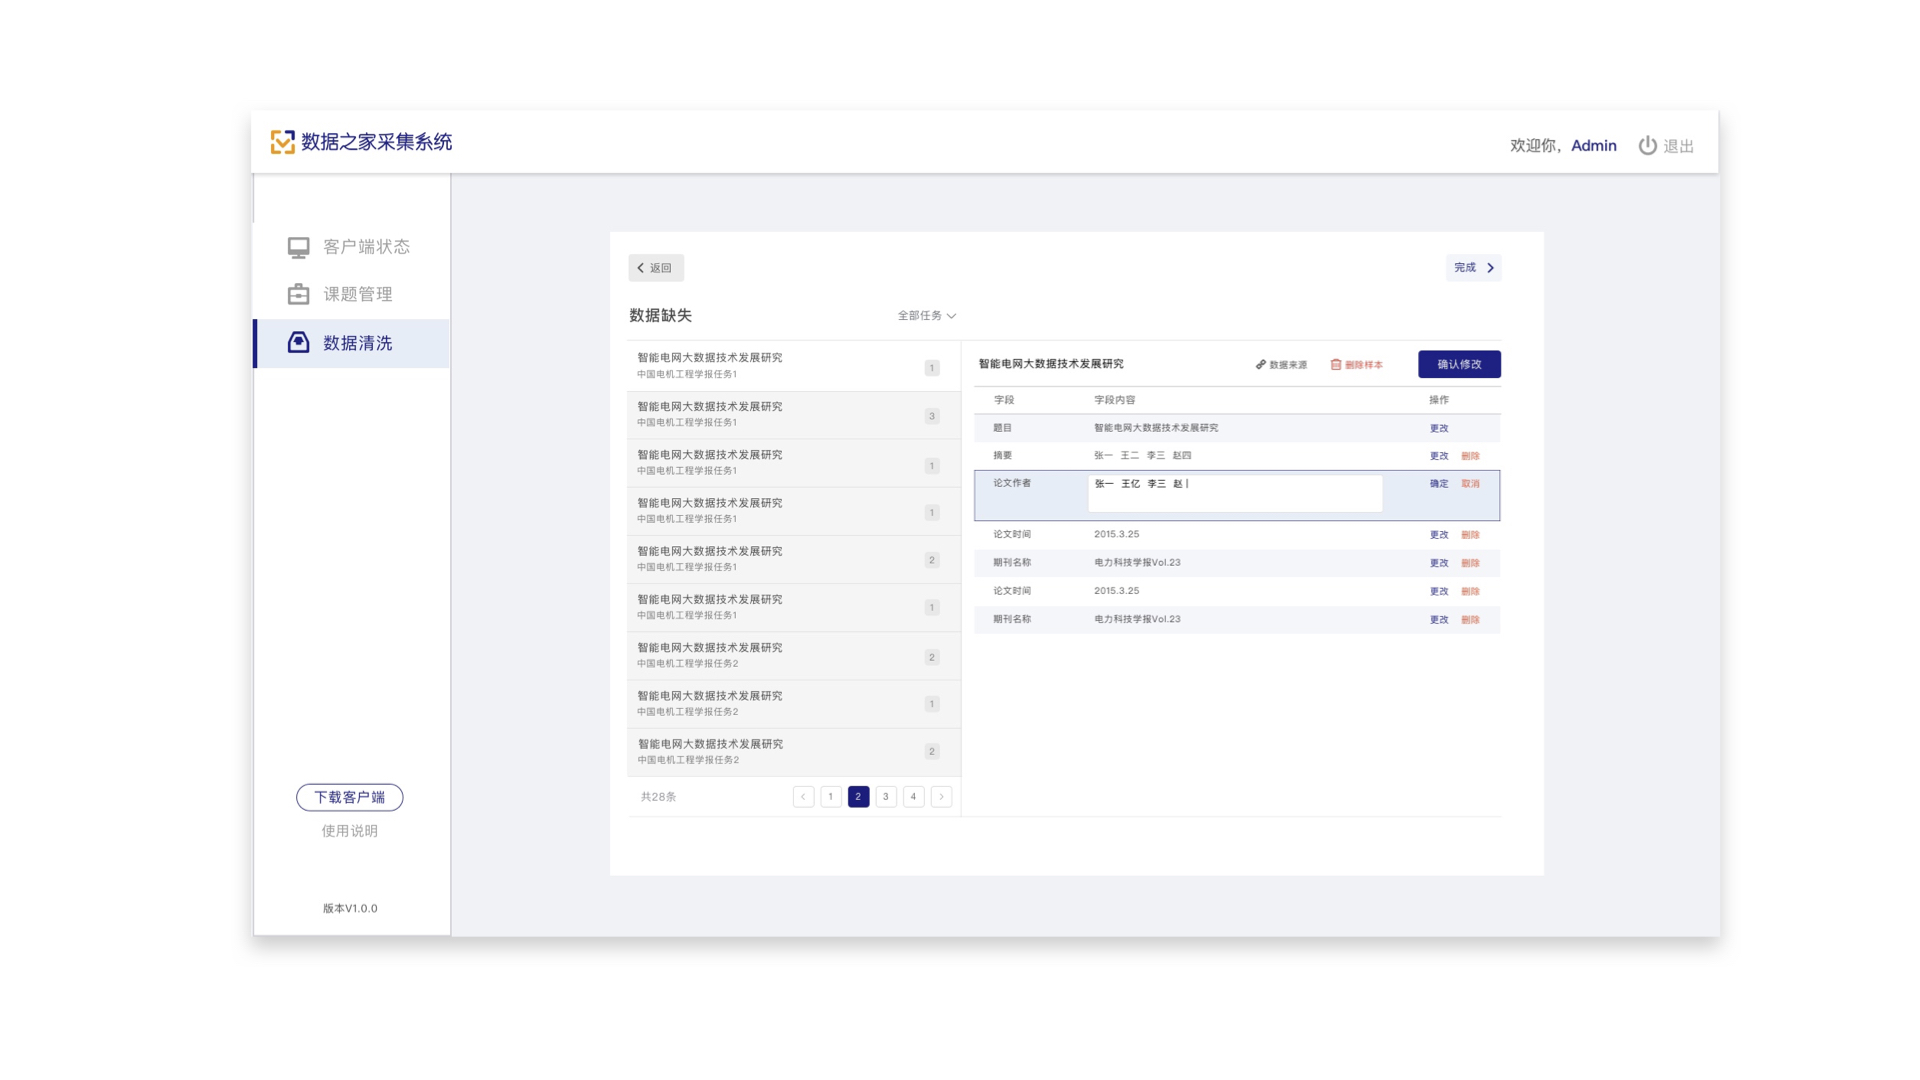 数据之家采集系统
欢迎你，Admin 退出
客户端状态
课题管理
数据清洗
下载客户端
使用说明
版本V1.0.0
返回
完成
数据缺失
全部任务
智能电网大数据技术发展研究
中国电机工程学报任务1
1
智能电网大数据技术发展研究
中国电机工程学报任务1
3
智能电网大数据技术发展研究
中国电机工程学报任务1
1
智能电网大数据技术发展研究
中国电机工程学报任务1
1
智能电网大数据技术发展研究
中国电机工程学报任务1
2
智能电网大数据技术发展研究
中国电机工程学报任务1
1
智能电网大数据技术发展研究
中国电机工程学报任务2
2
智能电网大数据技术发展研究
中国电机工程学报任务2
1
智能电网大数据技术发展研究
中国电机工程学报任务2
2
共28条
1 2 3 4
智能电网大数据技术发展研究 数据来源 删除样本 确认修改
字段 字段内容 操作
题目 智能电网大数据技术发展研究 更改
摘要 张一 王二 李三 赵四 更改 删除
论文作者 张一 王亿 李三 赵 确定 取消
论文时间 2015.3.25 更改 删除
期刊名称 电力科技学报Vol.23 更改 删除
论文时间 2015.3.25 更改 删除
期刊名称 电力科技学报Vol.23 更改 删除